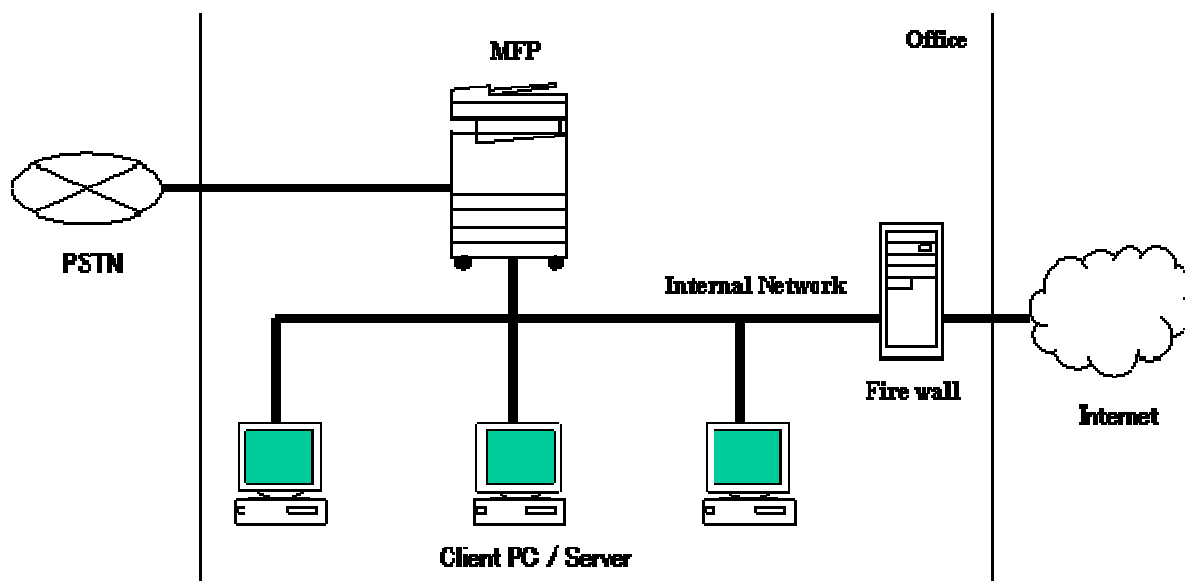 Office
MFP
PSTN
Internal Network
Fire wall
Internet
Client PC / Server